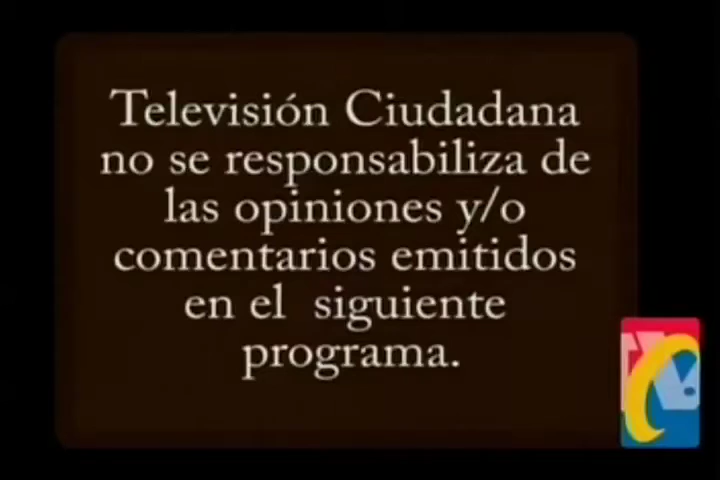 Televisión Ciudadana
no se responsabiliza de
las opiniones y/o
comentarios emitidos
en el siguiente
programa.